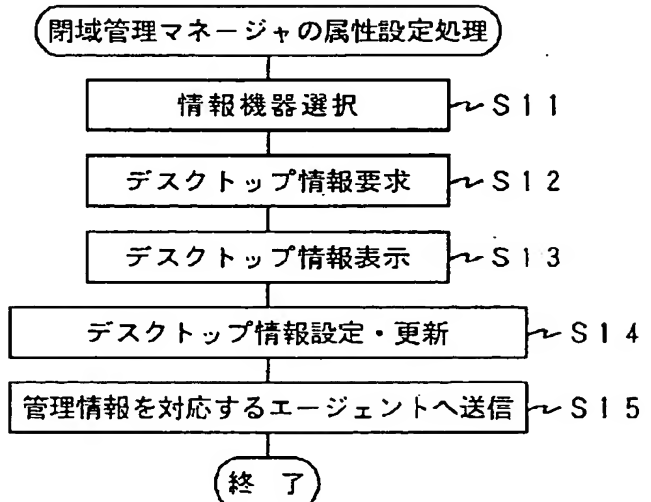 閉域管理マネージャの属性設定処理
情報機器選択 S11
デスクトップ情報要求 S12
デスクトップ情報表示 S13
デスクトップ情報設定・更新 S14
管理情報を対応するエージェントへ送信 S15
終了